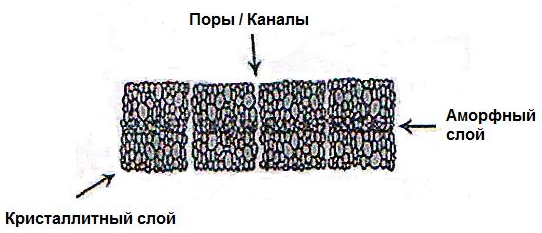 Поры / Каналы
Аморфный
слой
Кристаллитный слой